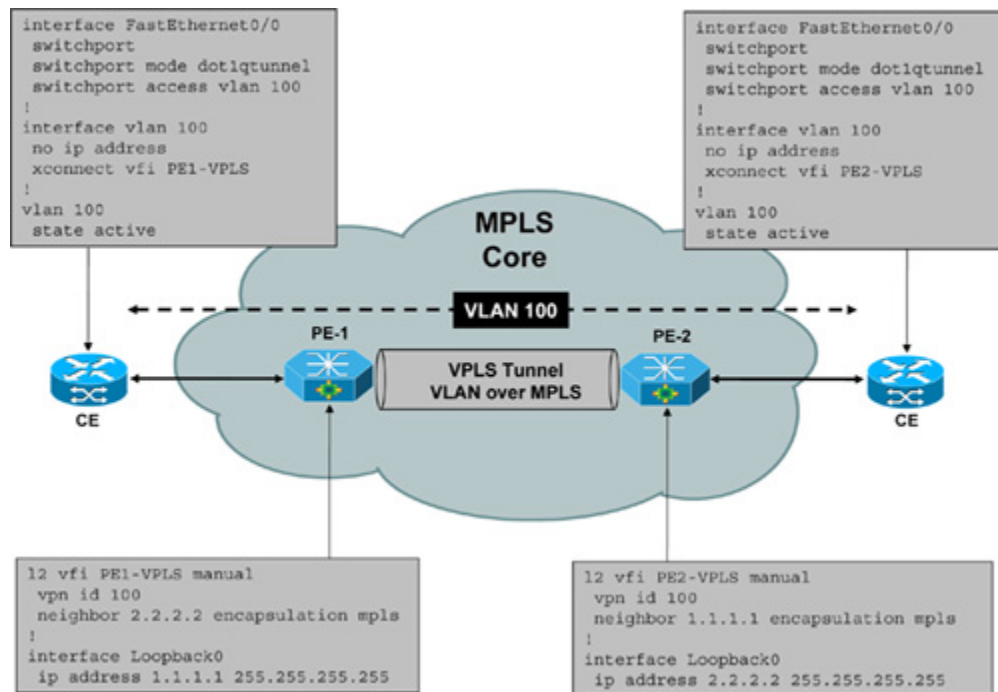 interface FastEthernet0/0
switchport
switchport mode dot1qtunnel
switchport access vlan 100
!
interface vlan 100
no ip address
xconnect vfi PE1-VPLS
!
vlan 100
state active
interface FastEthernet0/0
switchport
switchport mode dot1qtunnel
switchport access vlan 100
!
interface vlan 100
no ip address
xconnect vfi PE2-VPLS
!
vlan 100
state active
MPLS
Core
VLAN 100
PE-1
PE-2
VPLS Tunnel
VLAN over MPLS
CE
CE
l2 vfi PE1-VPLS manual
vpn id 100
neighbor 2.2.2.2 encapsulation mpls
!
interface Loopback0
ip address 1.1.1.1 255.255.255.255
l2 vfi PE2-VPLS manual
vpn id 100
neighbor 1.1.1.1 encapsulation mpls
!
interface Loopback0
ip address 2.2.2.2 255.255.255.255